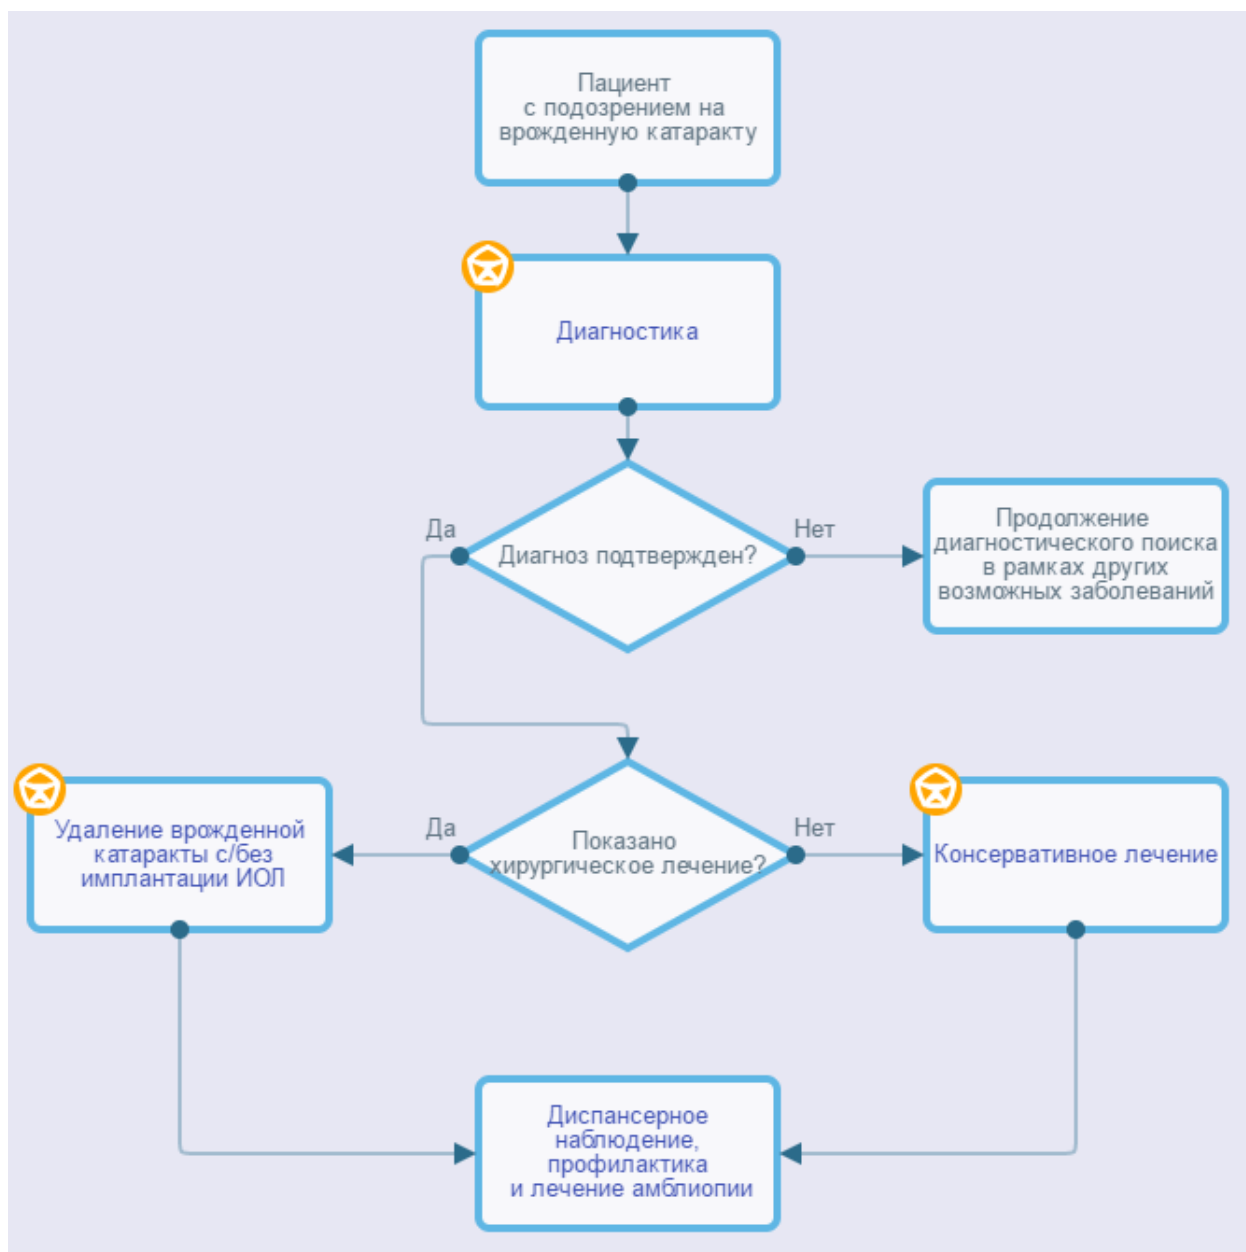 Пациент
с подозрением на
врожденную катаракту
Диагностика
Да
Нет
Диагноз подтвержден?
Продолжение
диагностического поиска
в рамках других
возможных заболеваний
Удаление врожденной
катаракты с/без
имплантации ИОЛ
Да
Показано
хирургическое лечение?
Нет
Консервативное лечение
Диспансерное
наблюдение,
профилактика
и лечение амблиопии